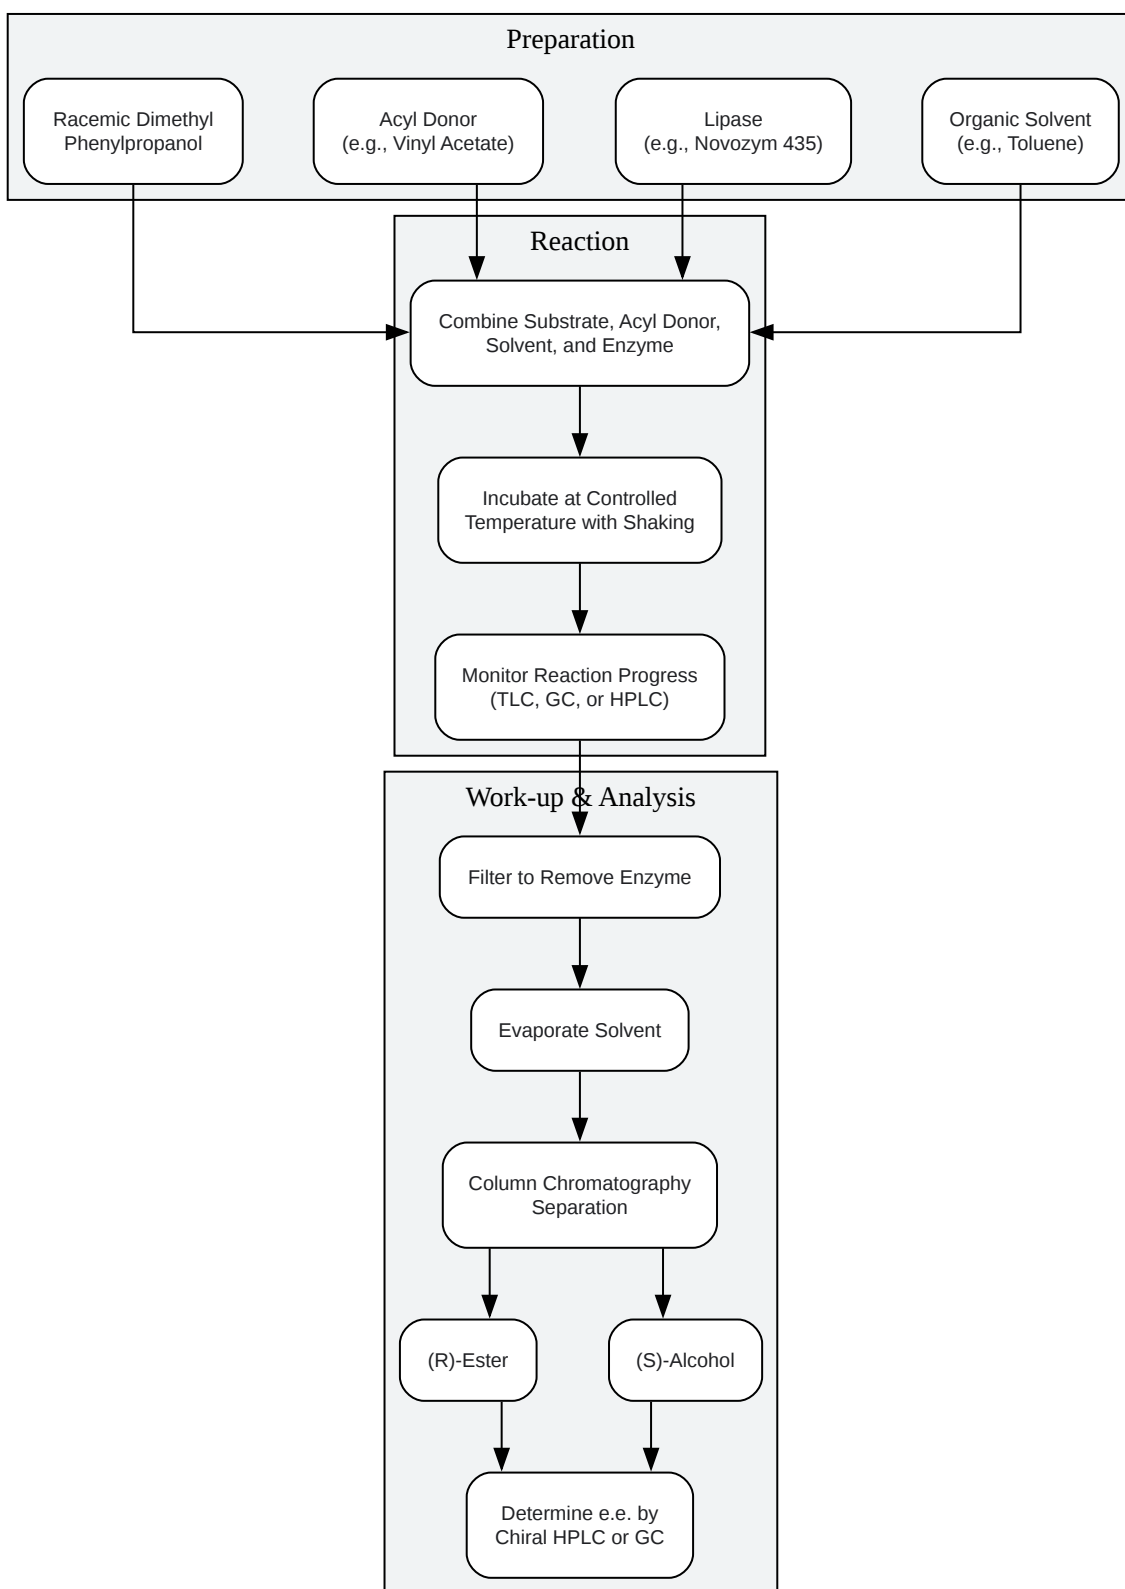 Preparation
Racemic Dimethyl
Phenylpropanol
Acyl Donor
(e.g., Vinyl Acetate)
Lipase
(e.g., Novozym 435)
Organic Solvent
(e.g., Toluene)
Reaction
Combine Substrate, Acyl Donor,
Solvent, and Enzyme
Incubate at Controlled
Temperature with Shaking
Monitor Reaction Progress
(TLC, GC, or HPLC)
Work-up & Analysis
Filter to Remove Enzyme
Evaporate Solvent
Column Chromatography
Separation
(R)-Ester
(S)-Alcohol
Determine e.e. by
Chiral HPLC or GC